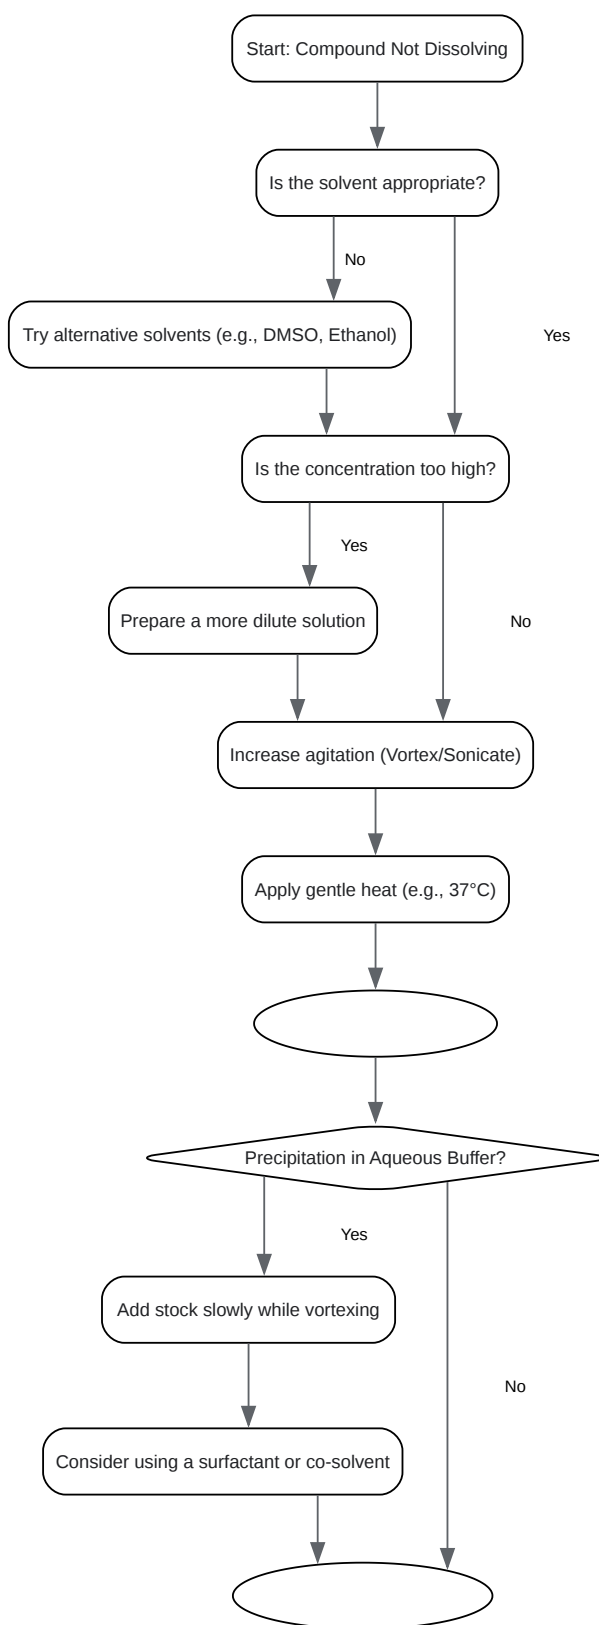 Start: Compound Not Dissolving
Is the solvent appropriate?
No
Try alternative solvents (e.g., DMSO, Ethanol)
Yes
Is the concentration too high?
Yes
Prepare a more dilute solution
No
Increase agitation (Vortex/Sonicate)
Apply gentle heat (e.g., 37°C)
Precipitation in Aqueous Buffer?
Yes
Add stock slowly while vortexing
No
Consider using a surfactant or co-solvent